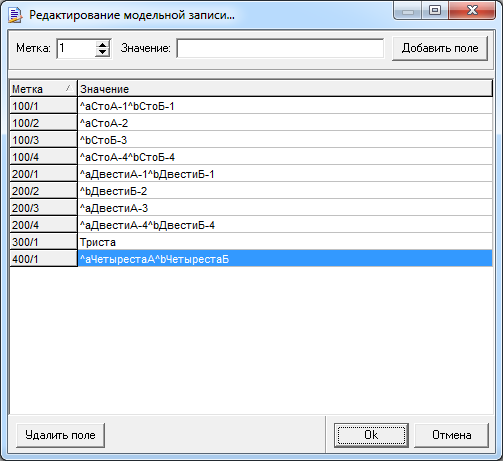 Редактирование модельной записи...
Метка: 1 Значение: Добавить поле
Метка Значение
100/1 ^aСтоА-1^bСтоБ-1
100/2 ^aСтоА-2
100/3 ^bСтоБ-3
100/4 ^aСтоА-4^bСтоБ-4
200/1 ^aДвестиА-1^bДвестиБ-1
200/2 ^bДвестиБ-2
200/3 ^aДвестиА-3
200/4 ^aДвестиА-4^bДвестиБ-4
300/1 Триста
400/1 ^aЧетырестаА^bЧетырестаБ
Удалить поле Ok Отмена